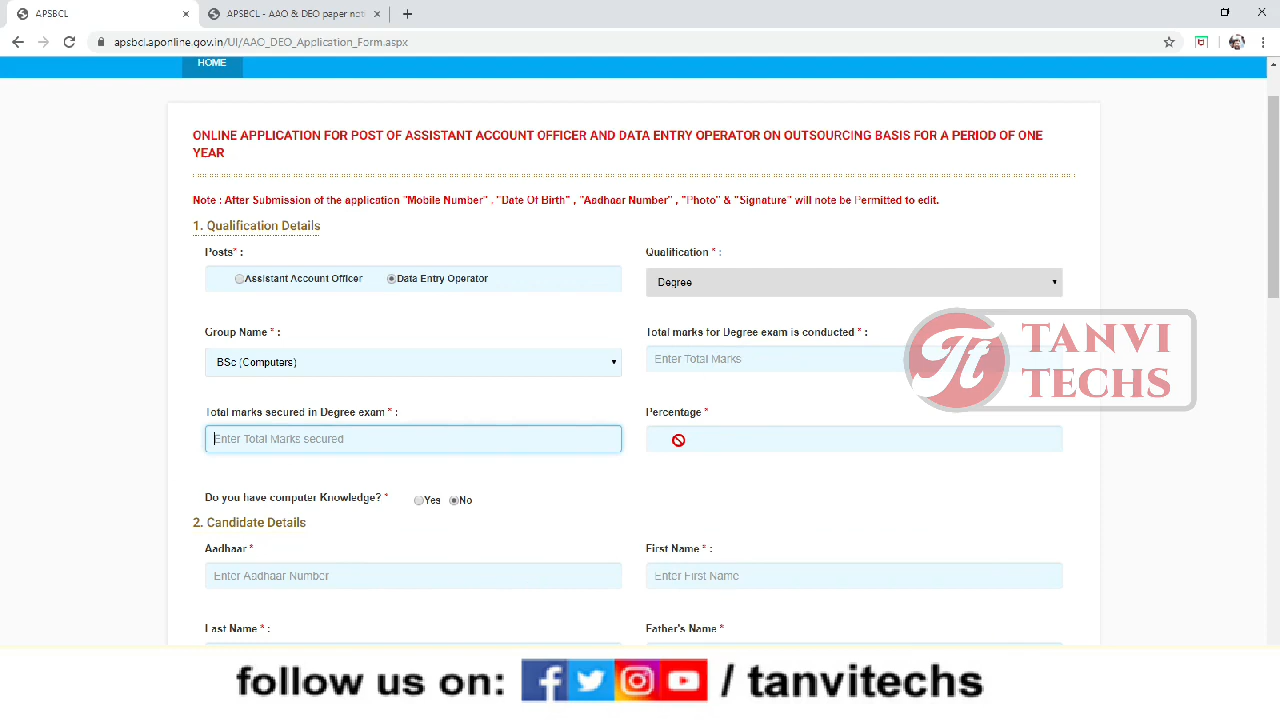 APSBCL
APSBCL - AAO & DEO paper noti
apsbcl.aponline.gov.in/UI/AAO_DEO_Application_Form.aspx
HOME
ONLINE APPLICATION FOR POST OF ASSISTANT ACCOUNT OFFICER AND DATA ENTRY OPERATOR ON OUTSOURCING BASIS FOR A PERIOD OF ONE
YEAR
Note : After Submission of the application "Mobile Number" , "Date Of Birth" , "Aadhaar Number" , "Photo" & "Signature" will note be Permitted to edit.
1. Qualification Details
Posts* :
Qualification * :
Assistant Account Officer Data Entry Operator
Degree
Group Name * :
Total marks for Degree exam is conducted * :
BSc (Computers)
Enter Total Marks
Total marks secured in Degree exam * :
Percentage *
Enter Total Marks secured
Do you have computer Knowledge? * Yes No
2. Candidate Details
Aadhaar *
First Name * :
Enter Aadhaar Number
Enter First Name
Last Name * :
Father's Name *
Tt TANVI
TECHS
follow us on: / tanvitechs